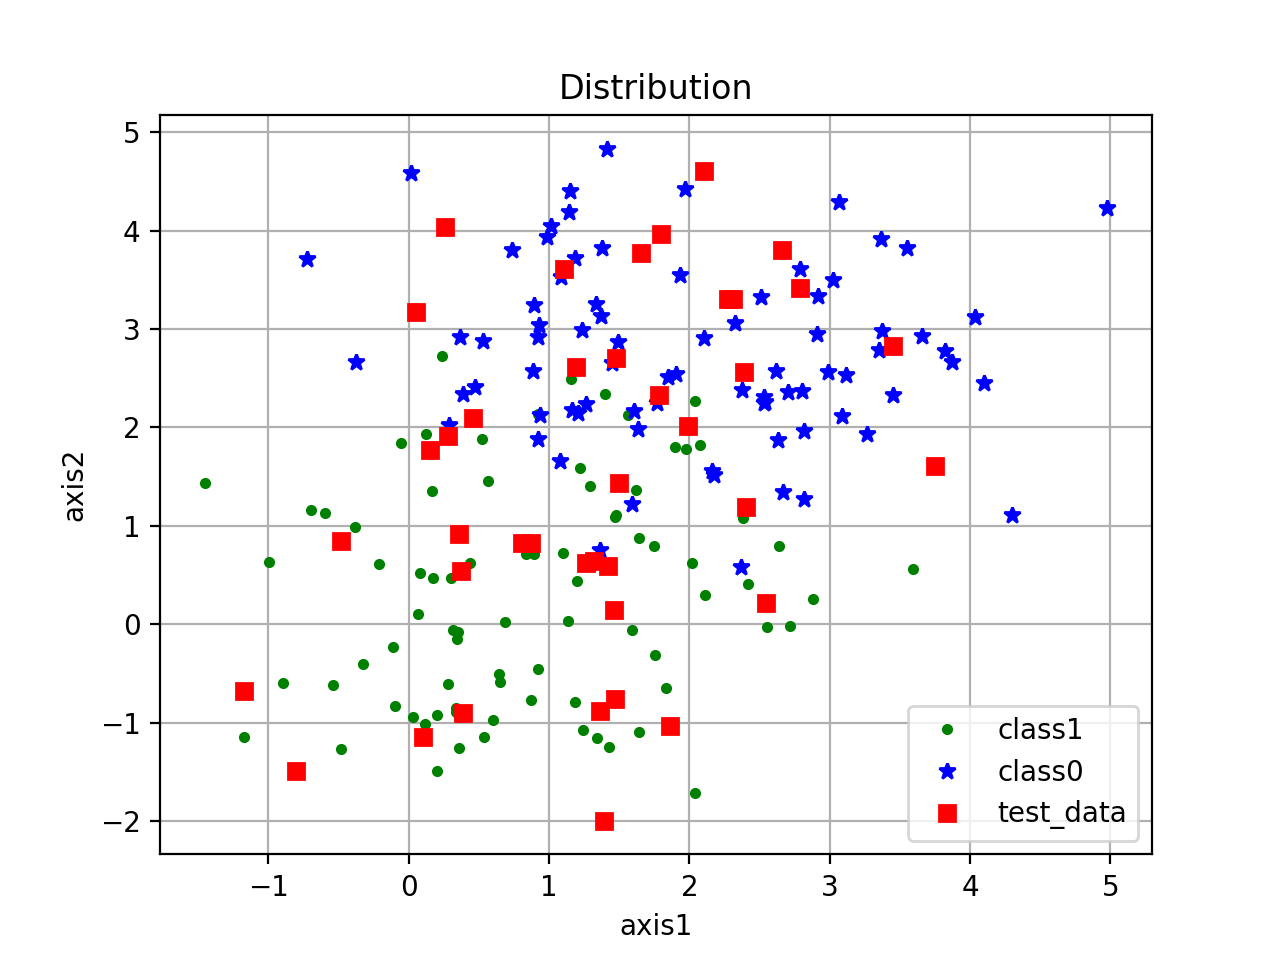 Distribution
5
4
3
2
1
0
−1
−2
axis2
−1 0 1 2 3 4 5
axis1
class1
class0
test_data